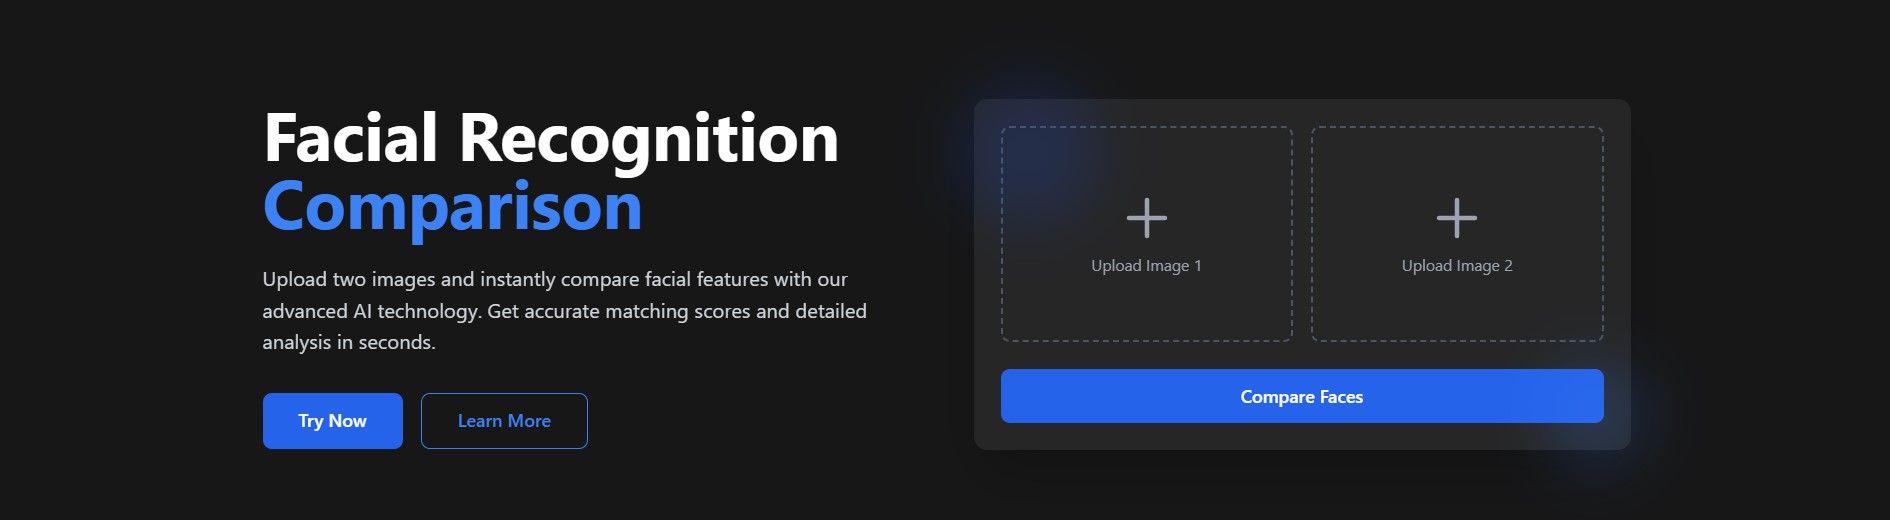 Facial Recognition
Comparison
Upload two images and instantly compare facial features with our
advanced AI technology. Get accurate matching scores and detailed
analysis in seconds.
Try Now
Learn More
Upload Image 1
Upload Image 2
Compare Faces